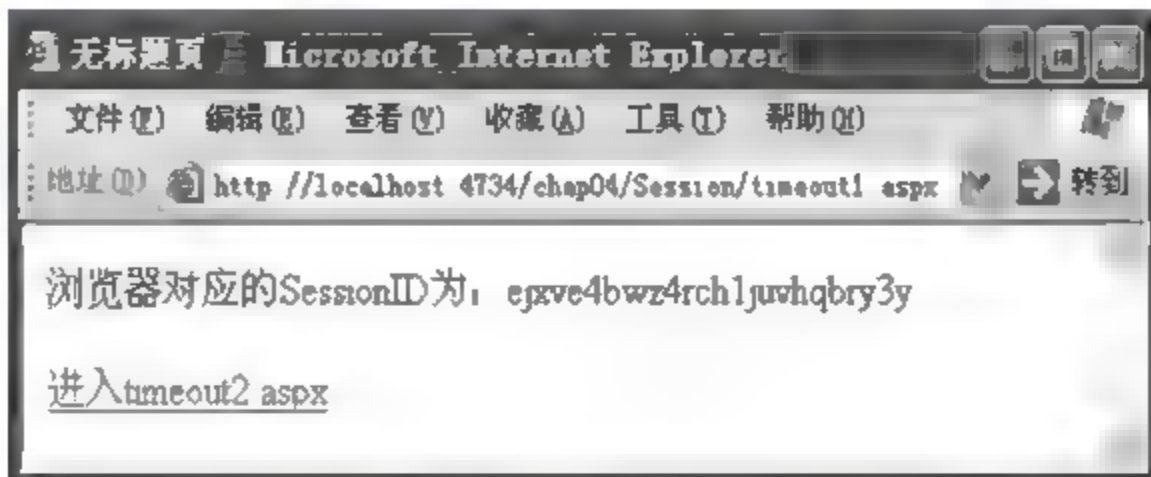 无标题页 - Microsoft Internet Explorer
文件(F) 编辑(E) 查看(V) 收藏(A) 工具(T) 帮助(H)
地址(D) http://localhost:4734/chap04/Session/timeout1.aspx 转到
浏览器对应的SessionID为：
进入timeout2.aspx